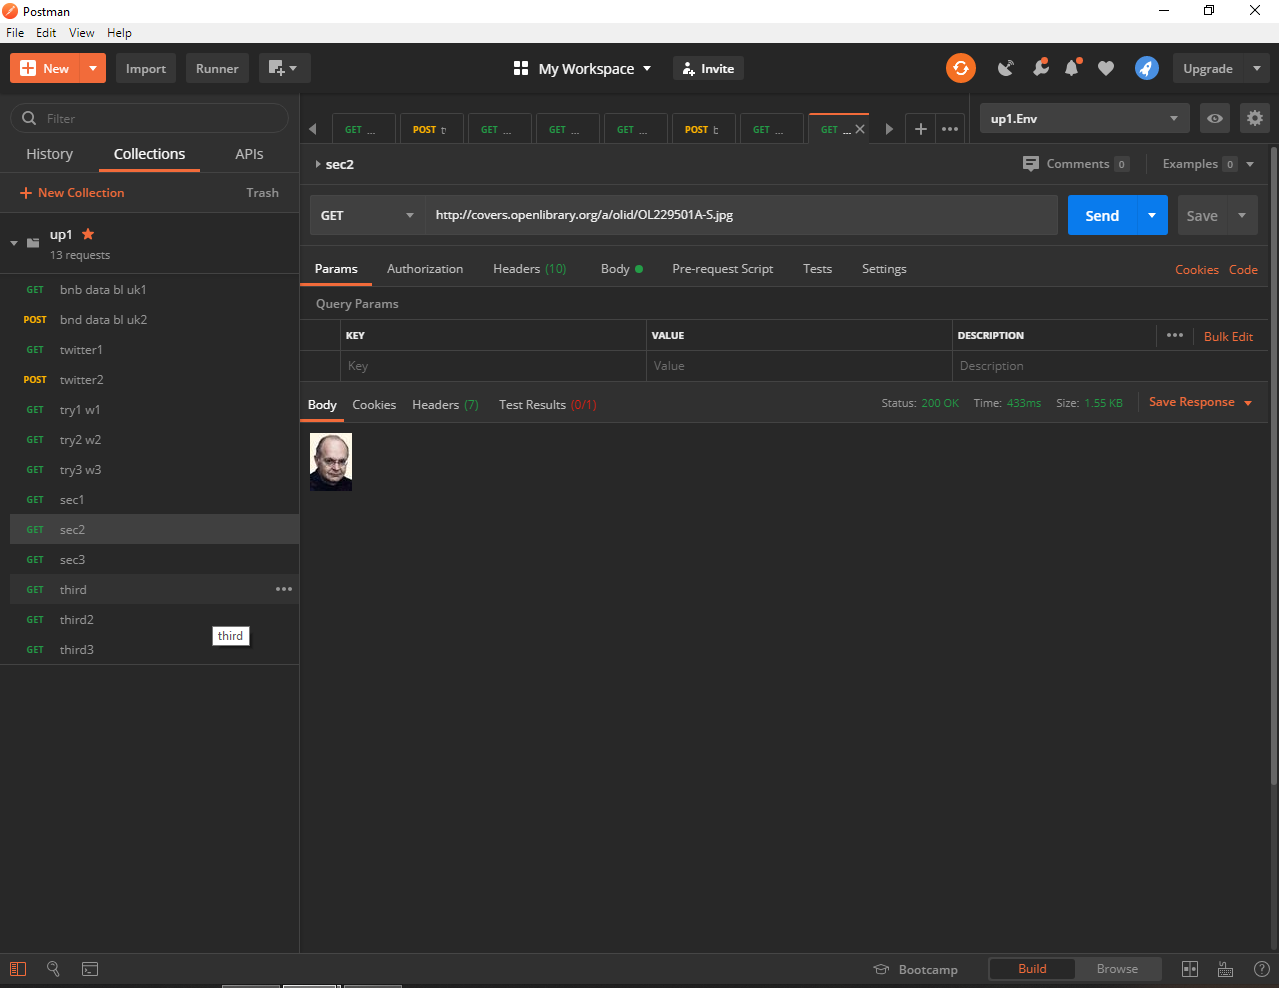 Postman
File Edit View Help
New Import Runner My Workspace Invite Upgrade
Filter
GET ... POST GET ... GET ... GET ... POST GET ... GET ... up1.Env
History Collections APIs
sec2 Comments 0 Examples 0
New Collection Trash
GET http://covers.openlibrary.org/a/olid/OL229501A-S.jpg Send Save
up1
13 requests
Params Authorization Headers (10) Body Pre-request Script Tests Settings Cookies Code
Query Params
KEY VALUE DESCRIPTION Bulk Edit
Key Value Description
Body Cookies Headers (7) Test Results (0/1) Status: 200 OK Time: 433ms Size: 1.55 KB Save Response
GET bnb data bl uk1
POST bnd data bl uk2
GET twitter1
POST twitter2
GET try1 w1
GET try2 w2
GET try3 w3
GET sec1
GET sec2
GET sec3
GET third
GET third2
third
GET third3
Bootcamp Build Browse